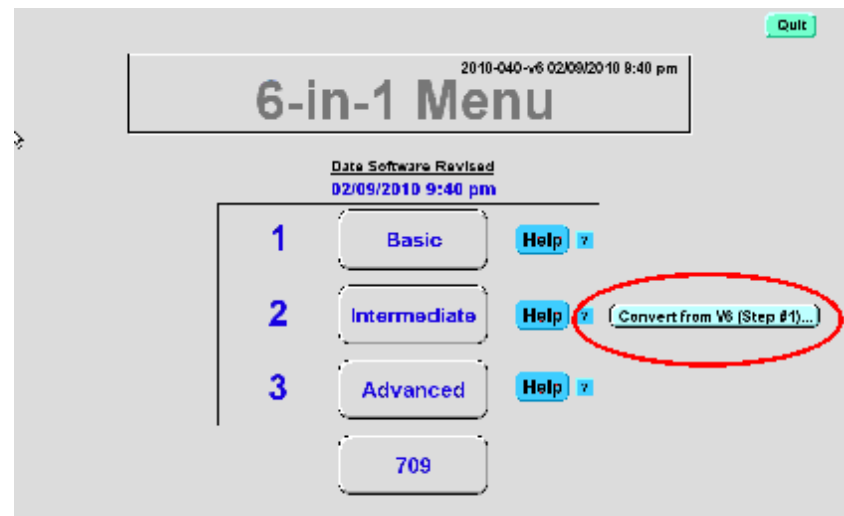 Quit
2010-040-v6 02/09/2010 9:40 pm
6-in-1 Menu
Date Software Revised
02/09/2010 9:40 pm
1 Basic Help ?
2 Intermediate Help ? Convert from V6 (Step #1)...
3 Advanced Help ?
709